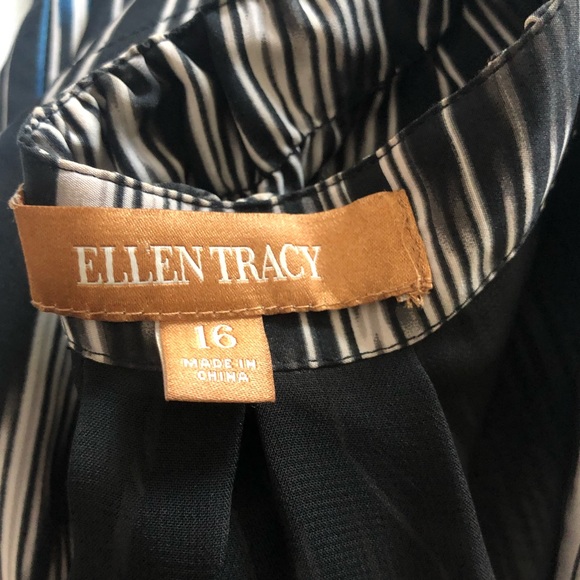 ELLEN TRACY
16
MADE IN
CHINA